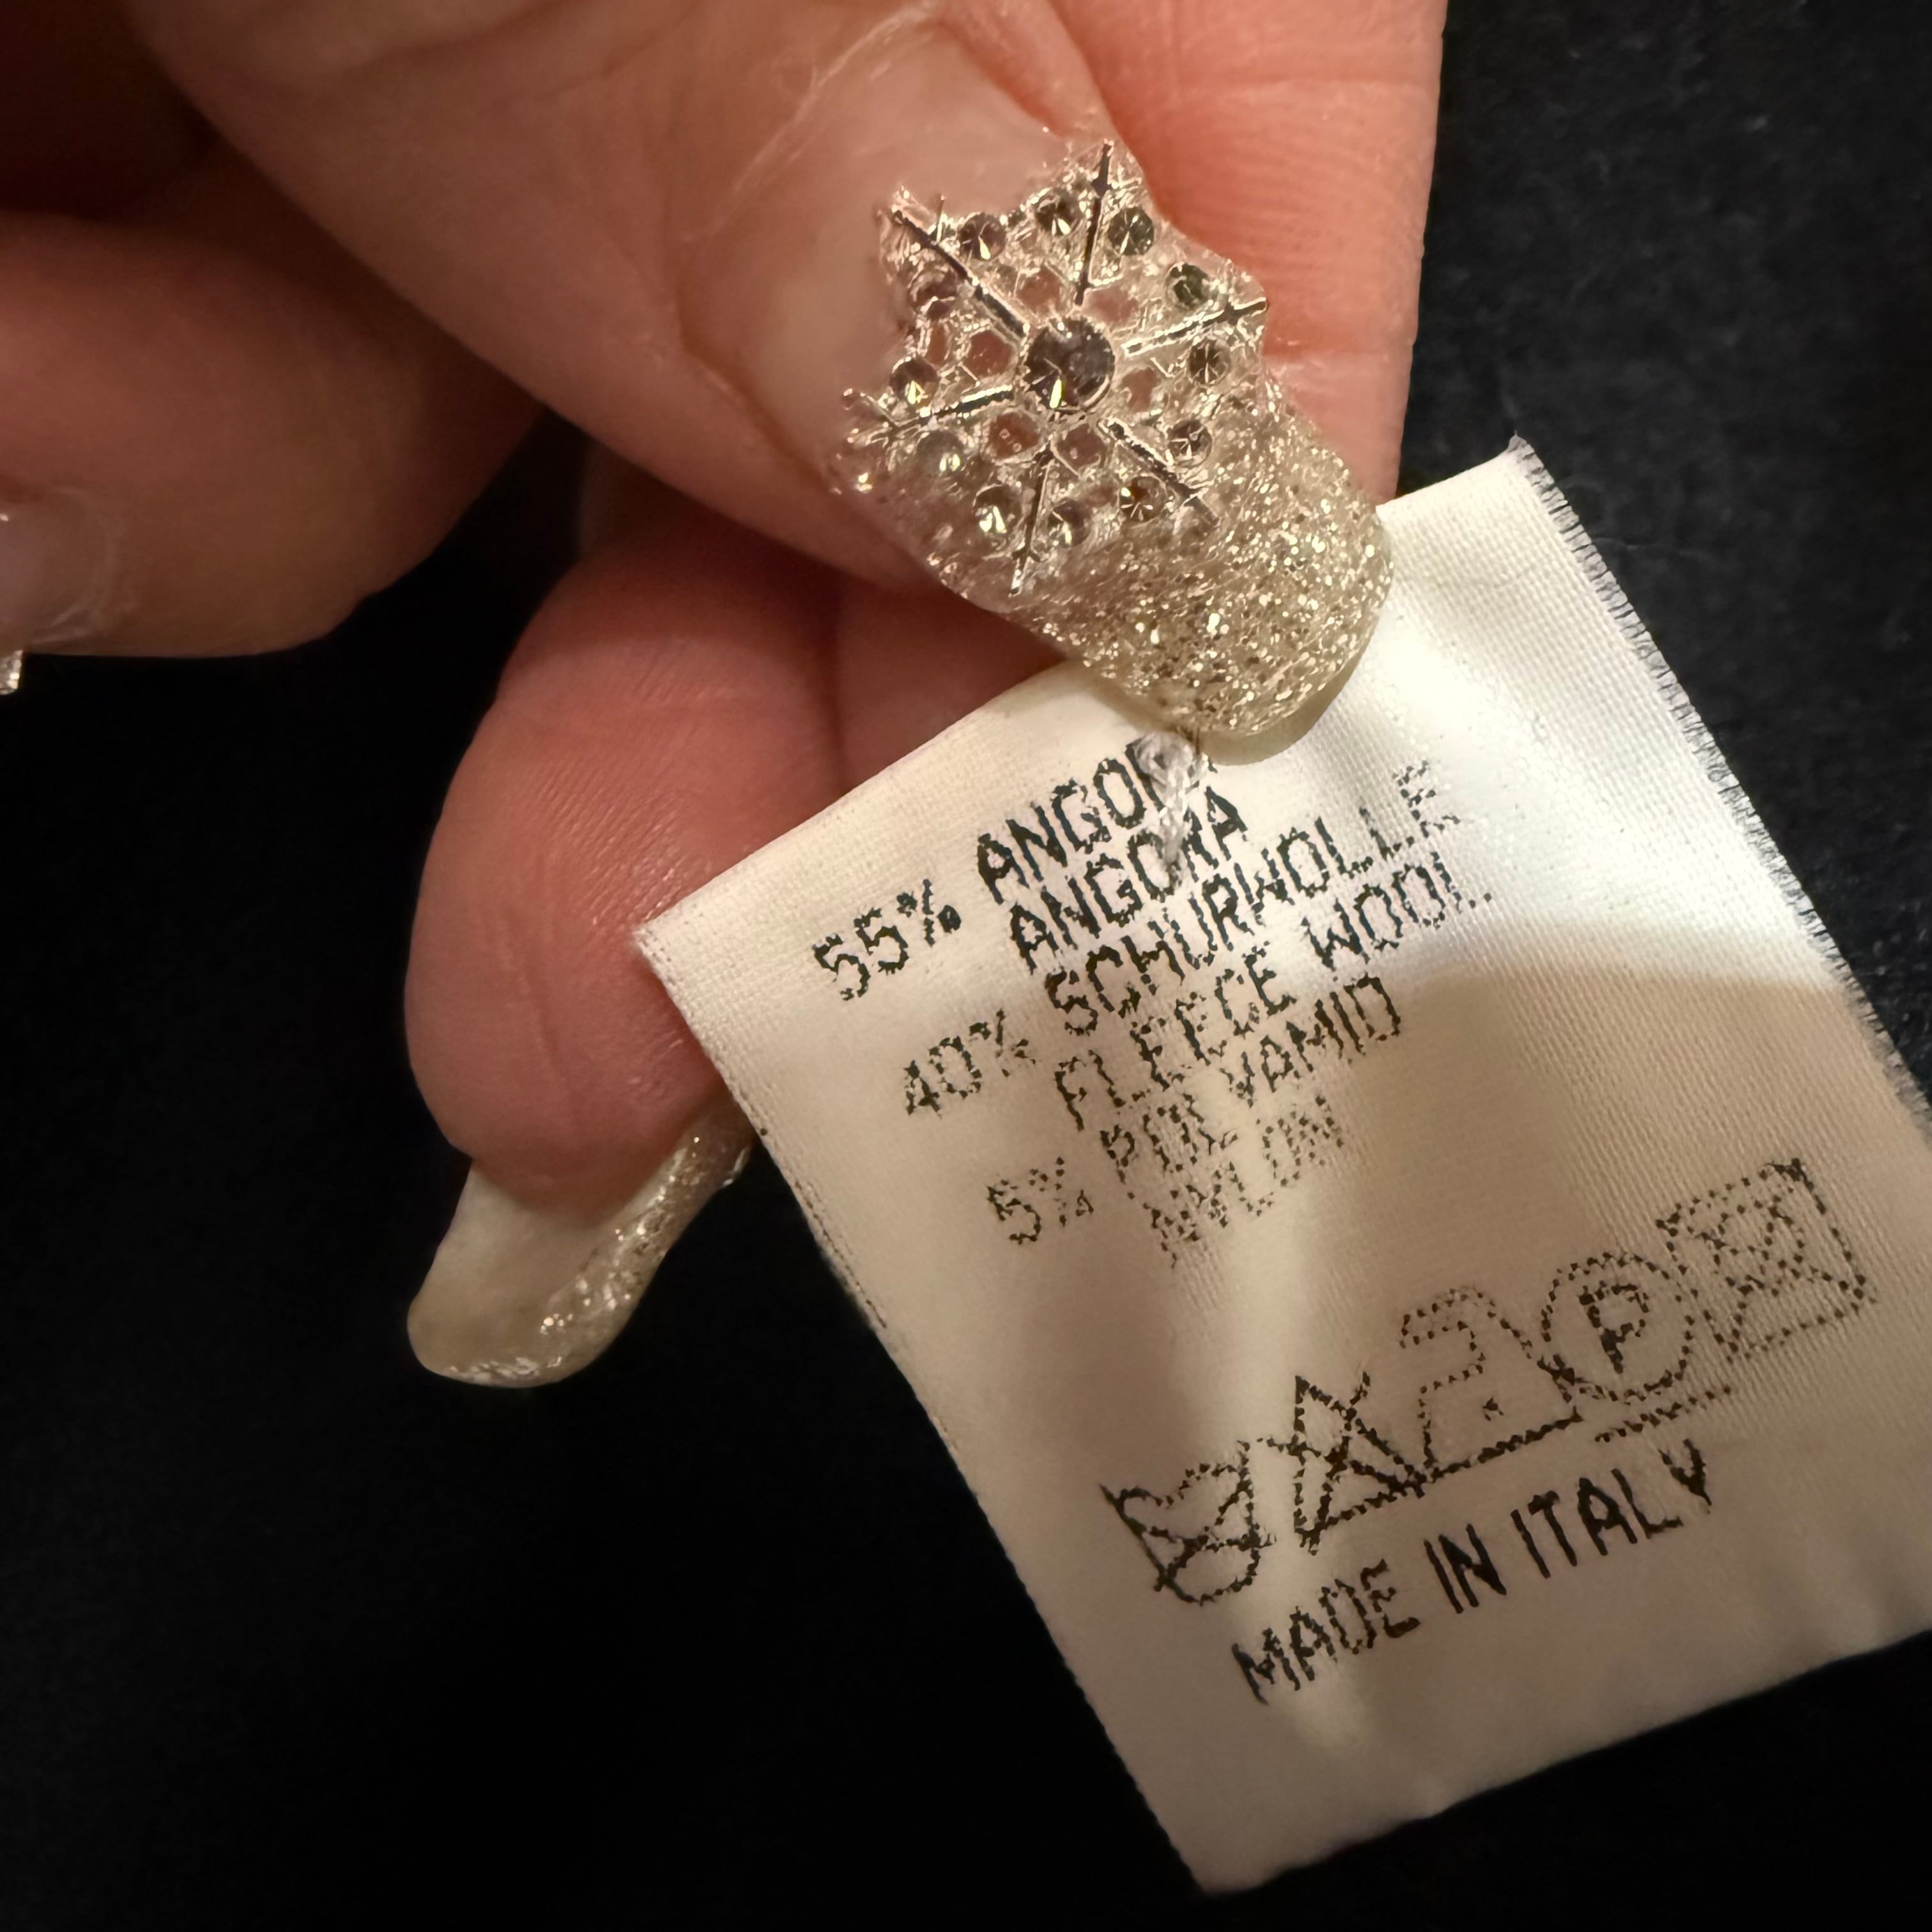 55% ANGORA
ANGORA
40% SCHURWOLLE
FLEECE WOOL
5% POLYAMID
NYLON
P
MADE IN ITALY